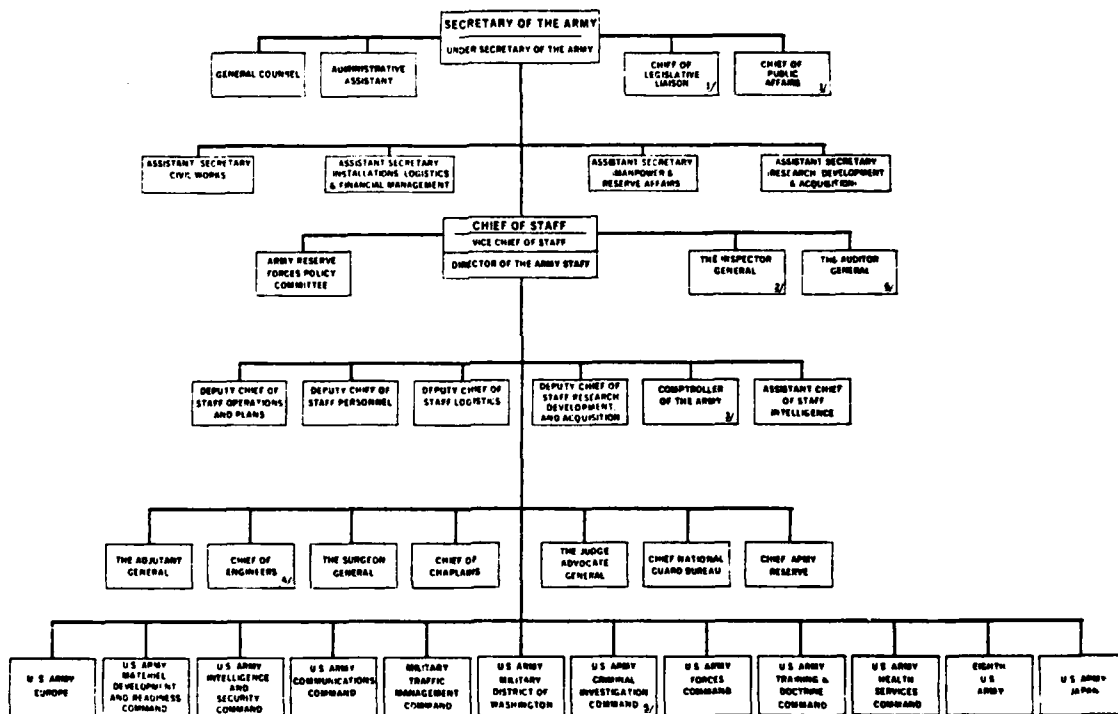 SECRETARY OF THE ARMY
UNDER SECRETARY OF THE ARMY
GENERAL COUNSEL
ADMINISTRATIVE
ASSISTANT
CHIEF OF
LEGISLATIVE
LIAISON
1/
CHIEF OF
PUBLIC
AFFAIRS
ASSISTANT SECRETARY
CIVIL WORKS
ASSISTANT SECRETARY
INSTALLATIONS, LOGISTICS
& FINANCIAL MANAGEMENT
ASSISTANT SECRETARY
MANPOWER &
RESERVE AFFAIRS
ASSISTANT SECRETARY
RESEARCH DEVELOPMENT
& ACQUISITION
CHIEF OF STAFF
VICE CHIEF OF STAFF
DIRECTOR OF THE ARMY STAFF
ARMY RESERVE
FORCES POLICY
COMMITTEE
THE INSPECTOR
GENERAL
2/
THE AUDITOR
GENERAL
DEPUTY CHIEF OF
STAFF OPERATIONS
AND PLANS
DEPUTY CHIEF OF
STAFF PERSONNEL
DEPUTY CHIEF OF
STAFF LOGISTICS
DEPUTY CHIEF OF
STAFF RESEARCH
DEVELOPMENT,
AND ACQUISITION
COMPTROLLER
OF THE ARMY
3/
ASSISTANT CHIEF
OF STAFF
INTELLIGENCE
THE ADJUTANT
GENERAL
CHIEF OF
ENGINEERS
4/
THE SURGEON
GENERAL
CHIEF OF
CHAPLAINS
THE JUDGE
ADVOCATE
GENERAL
CHIEF NATIONAL
GUARD BUREAU
CHIEF ARMY
RESERVE
U S ARMY
EUROPE
U S ARMY
MATERIEL
DEVELOPMENT
AND READINESS
COMMAND
U S ARMY
INTELLIGENCE
AND
SECURITY
COMMAND
U S ARMY
COMMUNICATIONS
COMMAND
MILITARY
TRAFFIC
MANAGEMENT
COMMAND
U S ARMY
MILITARY
DISTRICT OF
WASHINGTON
U S ARMY
CRIMINAL
INVESTIGATION
COMMAND
5/
U S ARMY
FORCES
COMMAND
U S ARMY
TRAINING &
DOCTRINE
COMMAND
U S ARMY
HEALTH
SERVICES
COMMAND
EIGHTH
U S
ARMY
U S ARMY
JAPAN